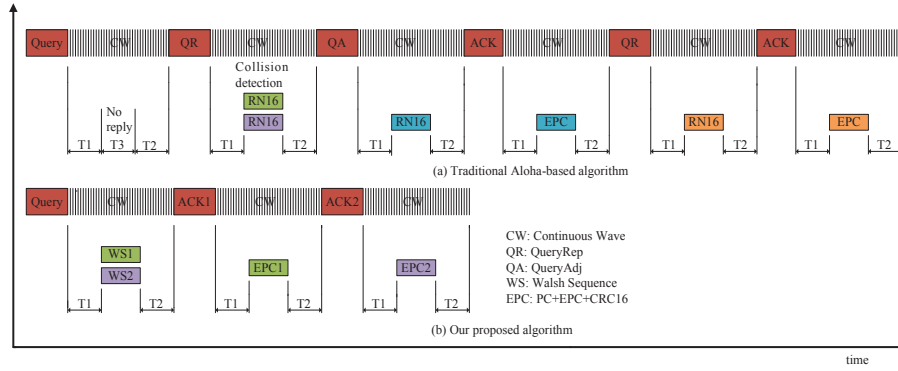 Query CW QR CW QA CW ACK CW QR CW ACK CW
Collision
detection
No
reply
RN16
RN16
RN16
EPC
RN16
EPC
T1 T3 T2 T1 T2 T1 T2 T1 T2 T1 T2 T1 T2
(a) Traditional Aloha-based algorithm
Query CW ACK1 CW ACK2 CW
WS1
WS2
EPC1
EPC2
T1 T2 T1 T2 T1 T2
CW: Continuous Wave
QR: QueryRep
QA: QueryAdj
WS: Walsh Sequence
EPC: PC+EPC+CRC16
(b) Our proposed algorithm
time